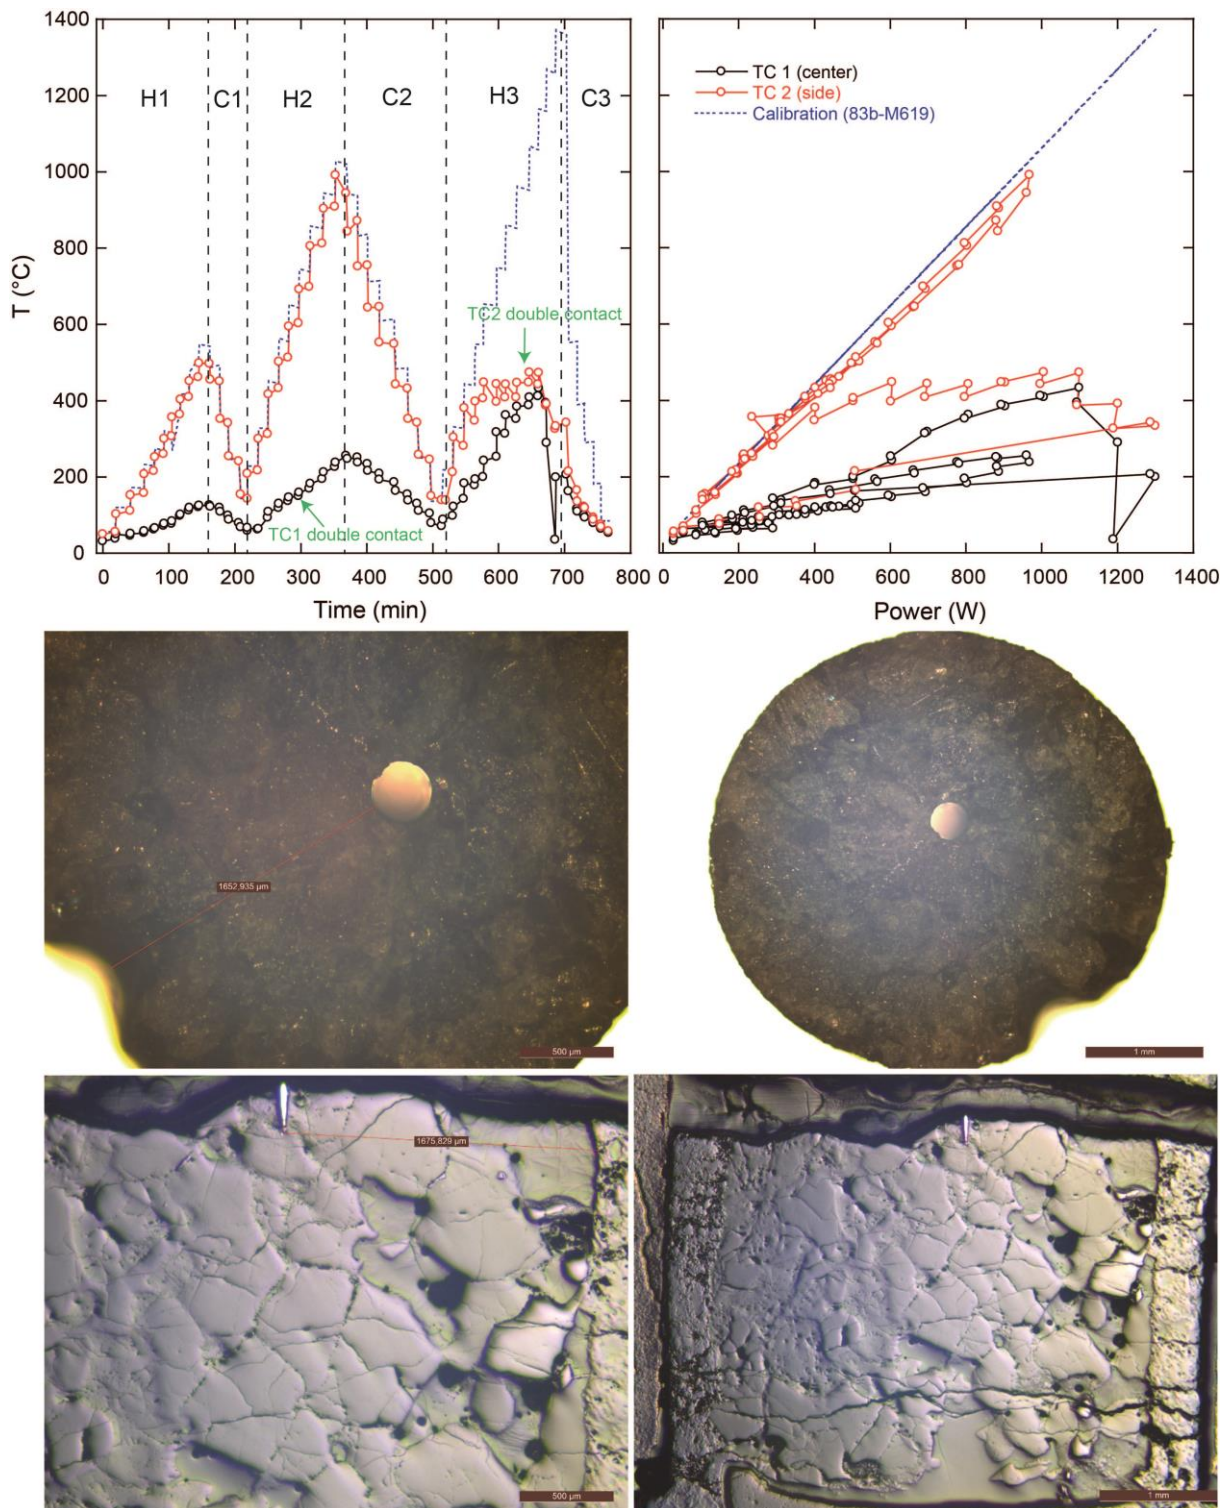 1400
1200
1000
800
600
400
200
0
T (°C)
H1
C1
H2
C2
H3
C3
TC2 double contact
TC1 double contact
0
100
200
300
400
500
600
700
800
Time (min)
TC 1 (center)
TC 2 (side)
Calibration (83b-M619)
0
200
400
600
800
1000
1200
1400
Power (W)
1652,935 µm
500 µm
1 mm
1675,829 µm
500 µm
1 mm